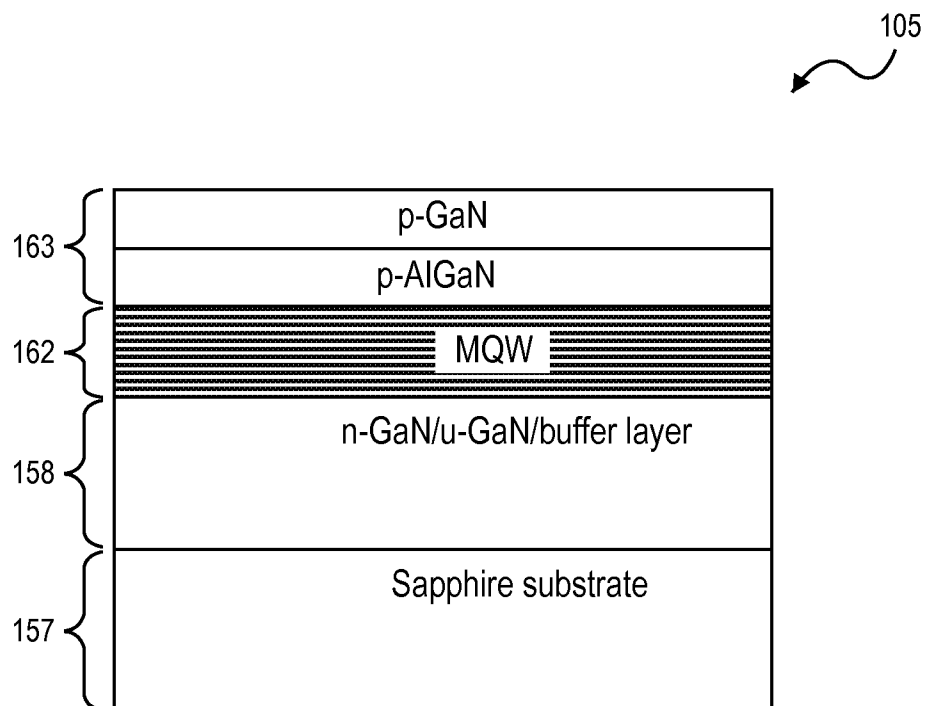 105
p-GaN
163
p-AlGaN
162
MQW
n-GaN/u-GaN/buffer layer
158
Sapphire substrate
157